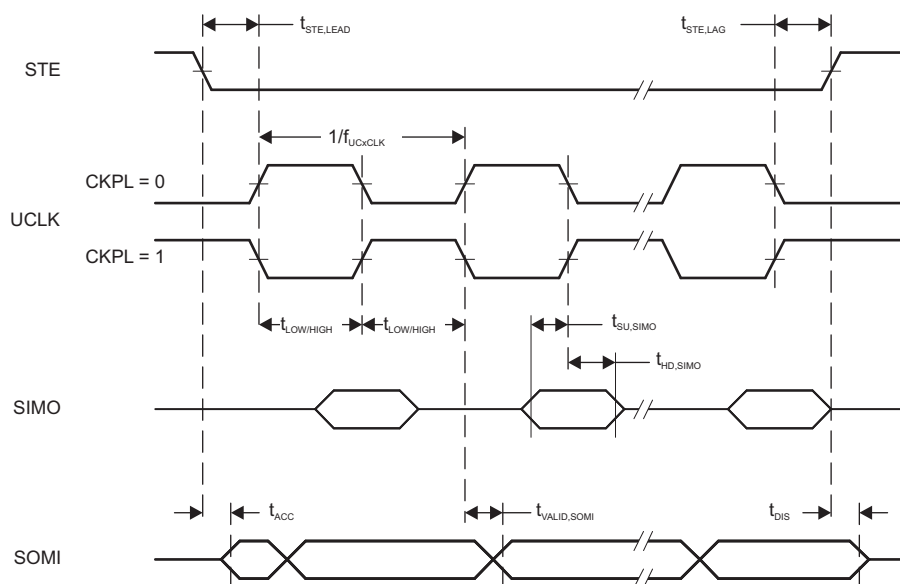 tSTE,LEAD
tSTE,LAG
STE
1/fUCxCLK
CKPL = 0
UCLK
CKPL = 1
tLOW/HIGH tLOW/HIGH
tSU,SIMO
tHD,SIMO
SIMO
tACC
tVALID,SOMI
tDIS
SOMI